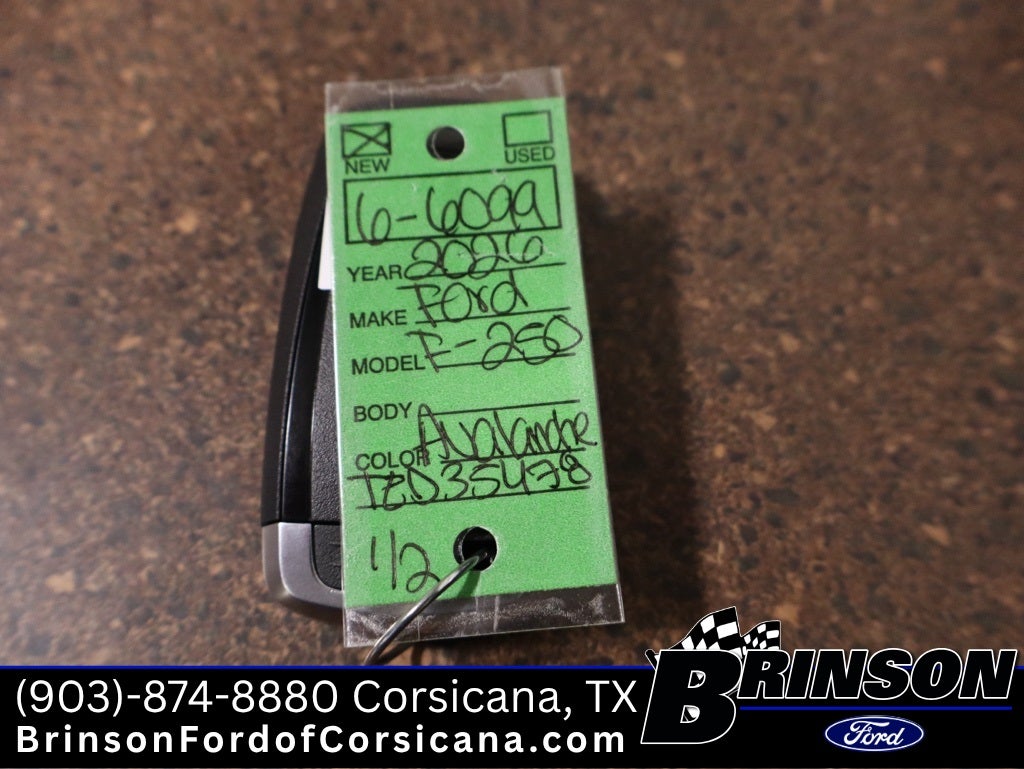 NEW USED
6-6099
YEAR 2026
MAKE Ford
MODEL F-250
BODY
COLOR Avalanche
TED35478
1/2
(903)-874-8880 Corsicana, TX
BrinsonFordofCorsicana.com
BRINSON
Ford